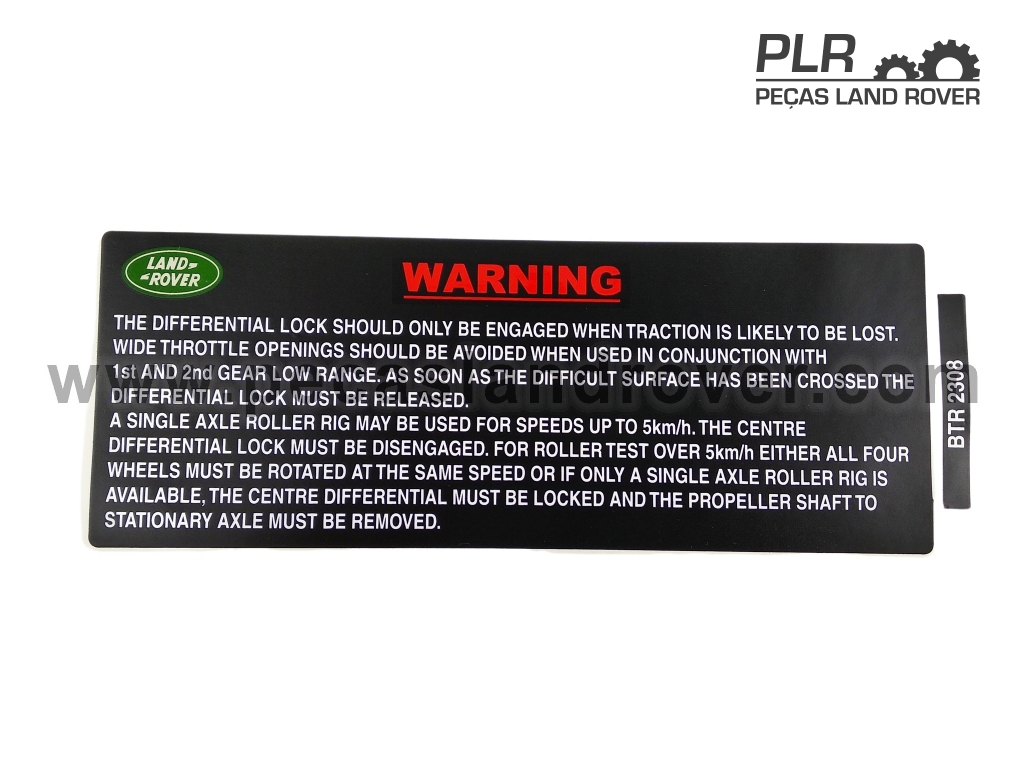 PLR
PEÇAS LAND ROVER
LAND-
-ROVER
WARNING
THE DIFFERENTIAL LOCK SHOULD ONLY BE ENGAGED WHEN TRACTION IS LIKELY TO BE LOST.
WIDE THROTTLE OPENINGS SHOULD BE AVOIDED WHEN USED IN CONJUNCTION WITH
1st AND 2nd GEAR LOW RANGE. AS SOON AS THE DIFFICULT SURFACE HAS BEEN CROSSED THE
DIFFERENTIAL LOCK MUST BE RELEASED.
A SINGLE AXLE ROLLER RIG MAY BE USED FOR SPEEDS UP TO 5km/h. THE CENTRE
DIFFERENTIAL LOCK MUST BE DISENGAGED. FOR ROLLER TEST OVER 5km/h EITHER ALL FOUR
WHEELS MUST BE ROTATED AT THE SAME SPEED OR IF ONLY A SINGLE AXLE ROLLER RIG IS
AVAILABLE, THE CENTRE DIFFERENTIAL MUST BE LOCKED AND THE PROPELLER SHAFT TO
STATIONARY AXLE MUST BE REMOVED.
BTR 2308
www.pecaslandrover.com